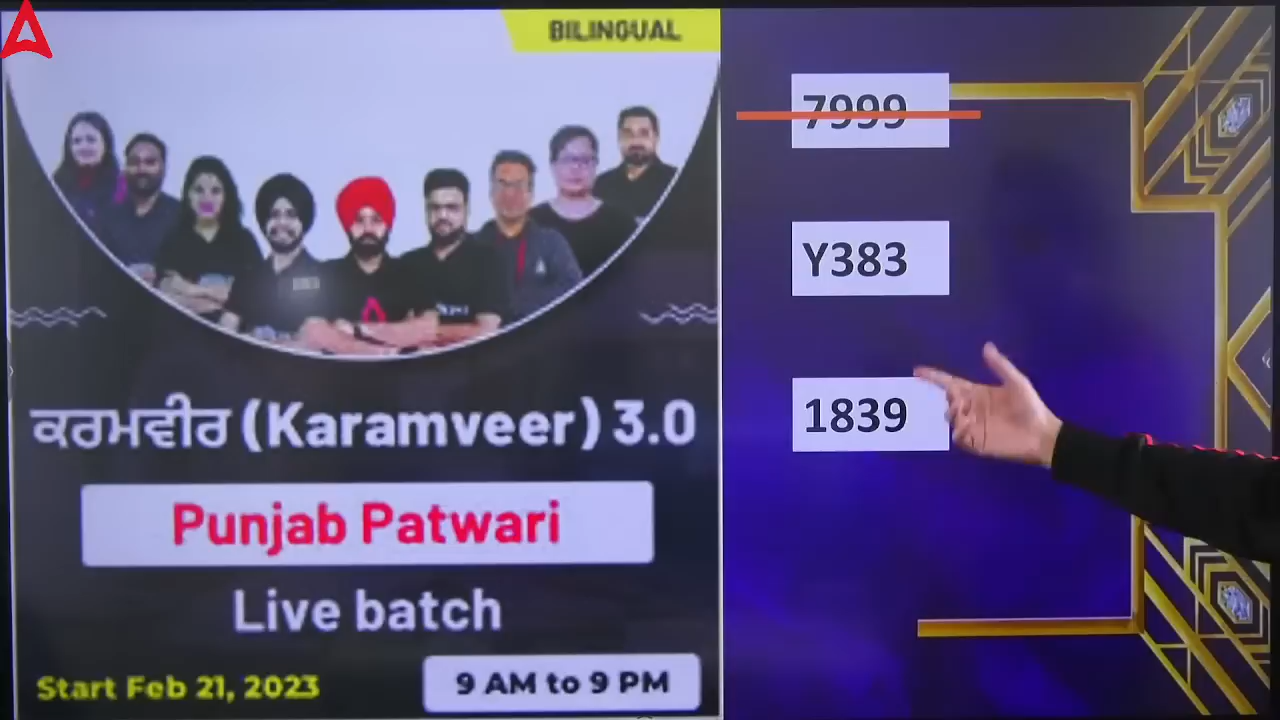 BILINGUAL
ਕਰਮਵੀਰ (Karamveer) 3.0
Punjab Patwari
Live batch
Start Feb 21, 2023
9 AM to 9 PM
7999
Y383
1839